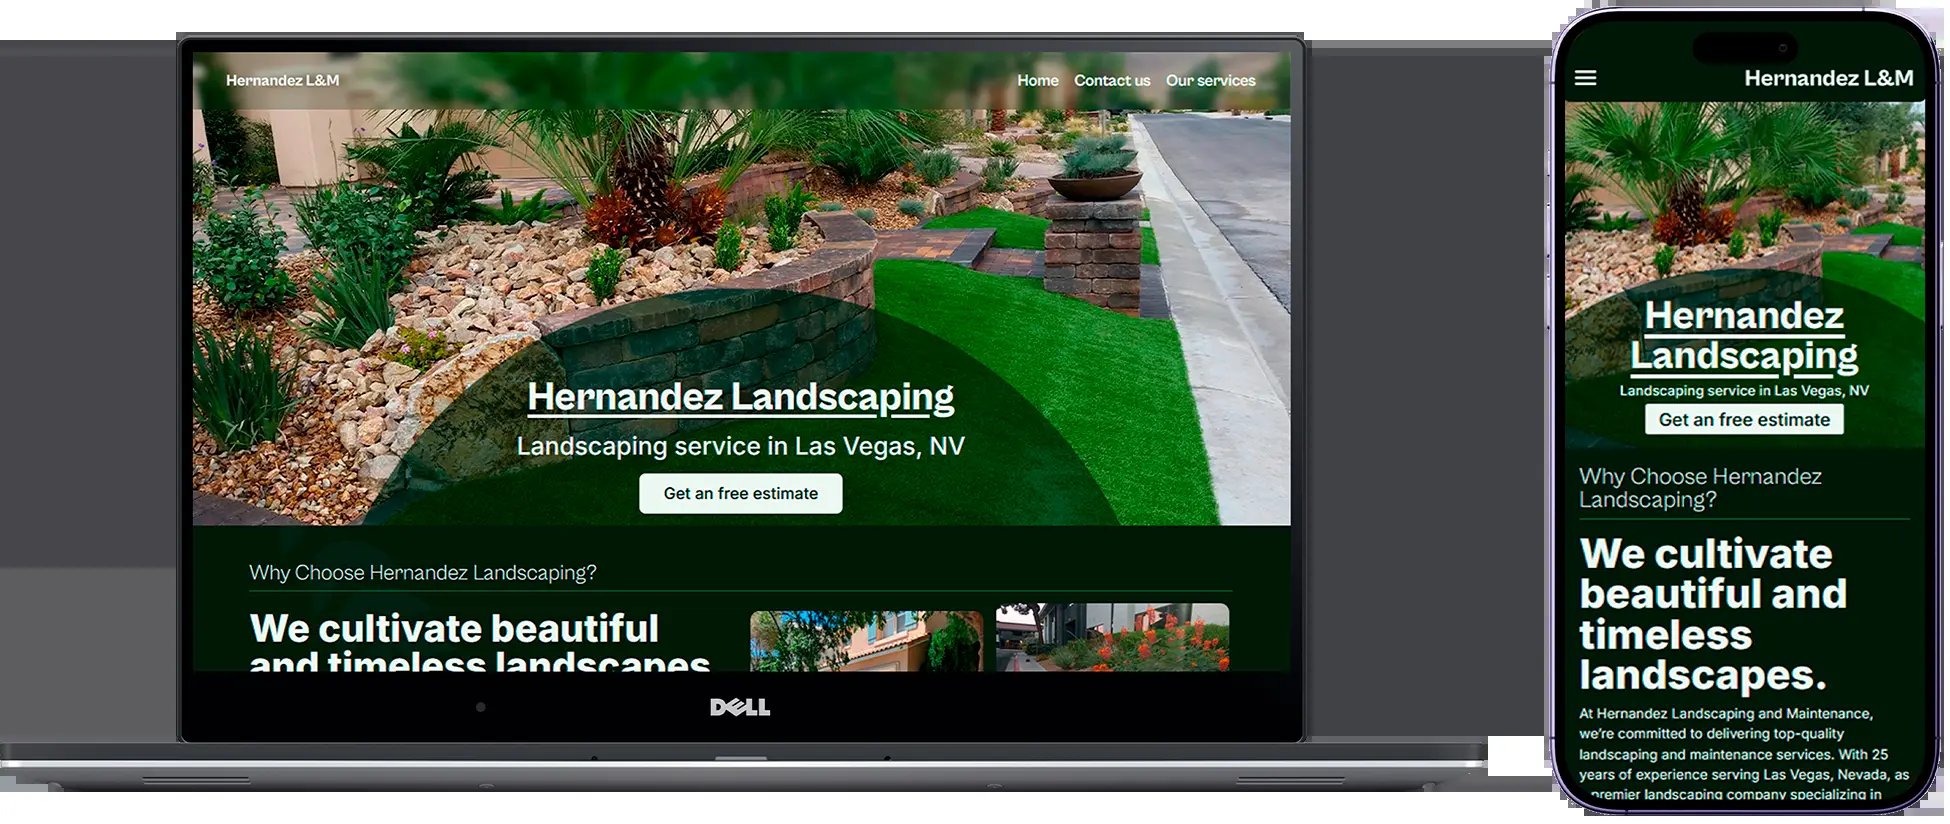 Hernandez L&M
Home Contact us Our services
Hernandez Landscaping
Landscaping service in Las Vegas, NV
Get an free estimate
Why Choose Hernandez Landscaping?
We cultivate beautiful
and timeless landscapes
DELL
Hernandez L&M
Hernandez
Landscaping
Landscaping service in Las Vegas, NV
Get an free estimate
Why Choose Hernandez
Landscaping?
We cultivate
beautiful and
timeless
landscapes.
At Hernandez Landscaping and Maintenance,
we're committed to delivering top-quality
landscaping and maintenance services. With 25
years of experience serving Las Vegas, Nevada, as
premier landscaping company specializing in